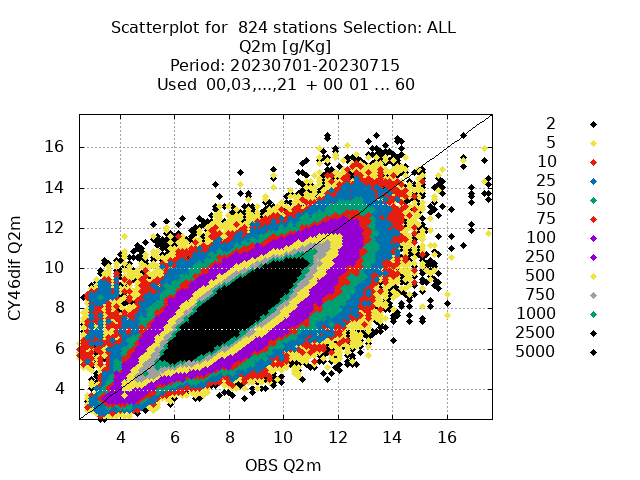 Scatterplot for  824 stations Selection: ALL
Q2m [g/Kg]
Period: 20230701-20230715
Used  00,03,...,21  + 00 01 ... 60
CY46dif Q2m
16
14
12
10
8
6
4
4 6 8 10 12 14 16
OBS Q2m
2
5
10
25
50
75
100
250
500
750
1000
2500
5000